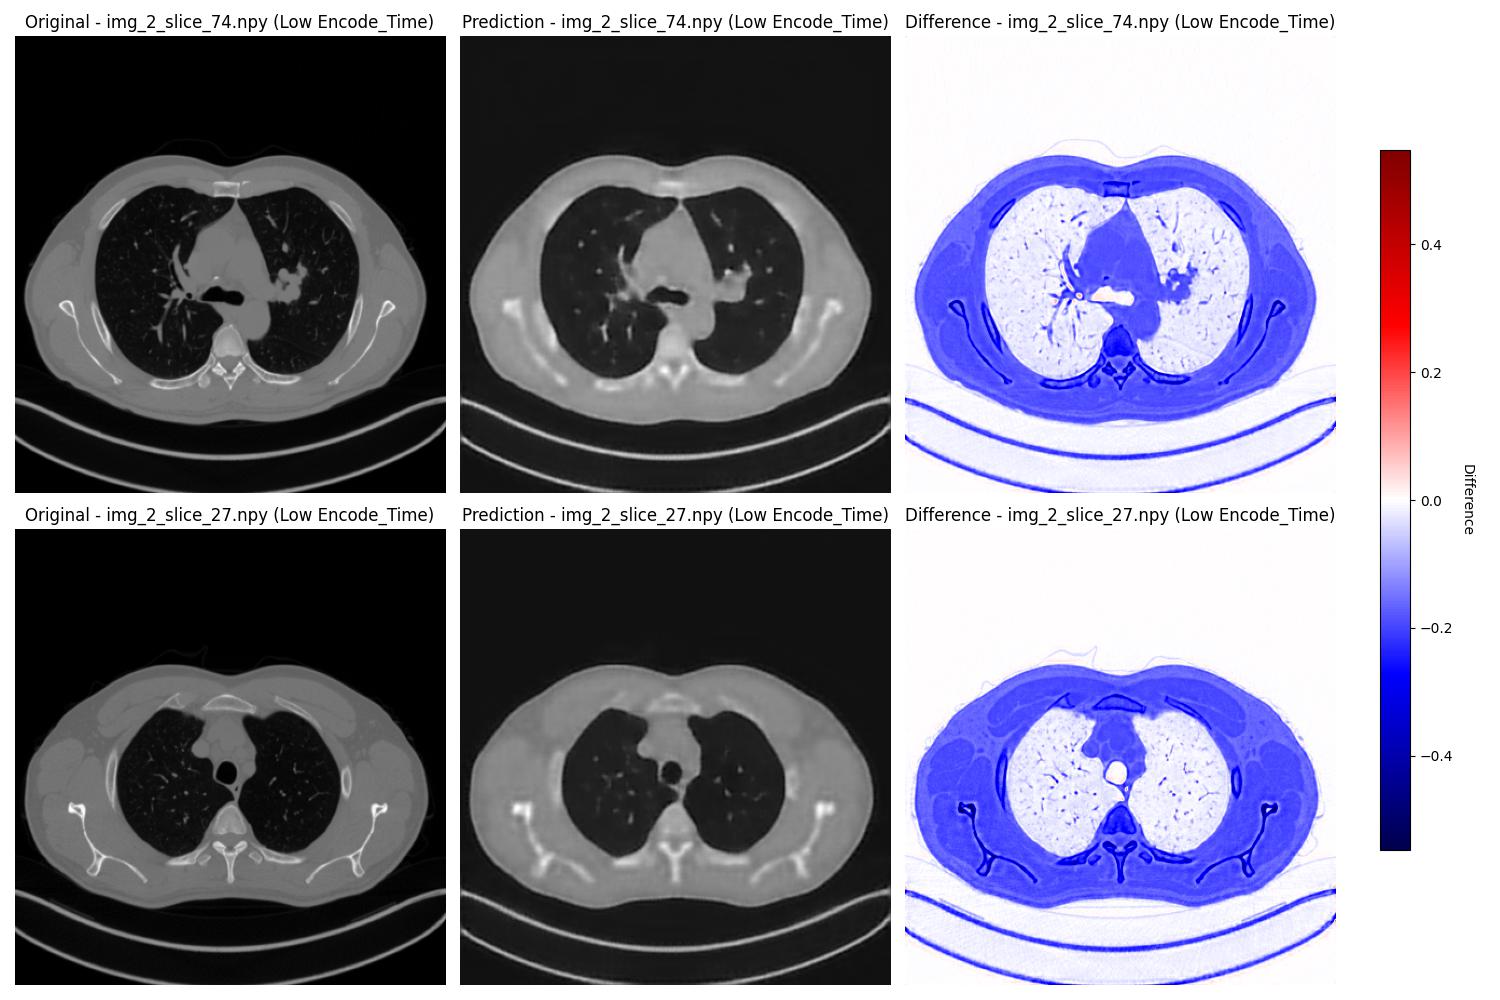 Original - img_2_slice_74.npy (Low Encode_Time)
Prediction - img_2_slice_74.npy (Low Encode_Time)
Difference - img_2_slice_74.npy (Low Encode_Time)
Original - img_2_slice_27.npy (Low Encode_Time)
Prediction - img_2_slice_27.npy (Low Encode_Time)
Difference - img_2_slice_27.npy (Low Encode_Time)
0.4
0.2
0.0
−0.2
−0.4
Difference